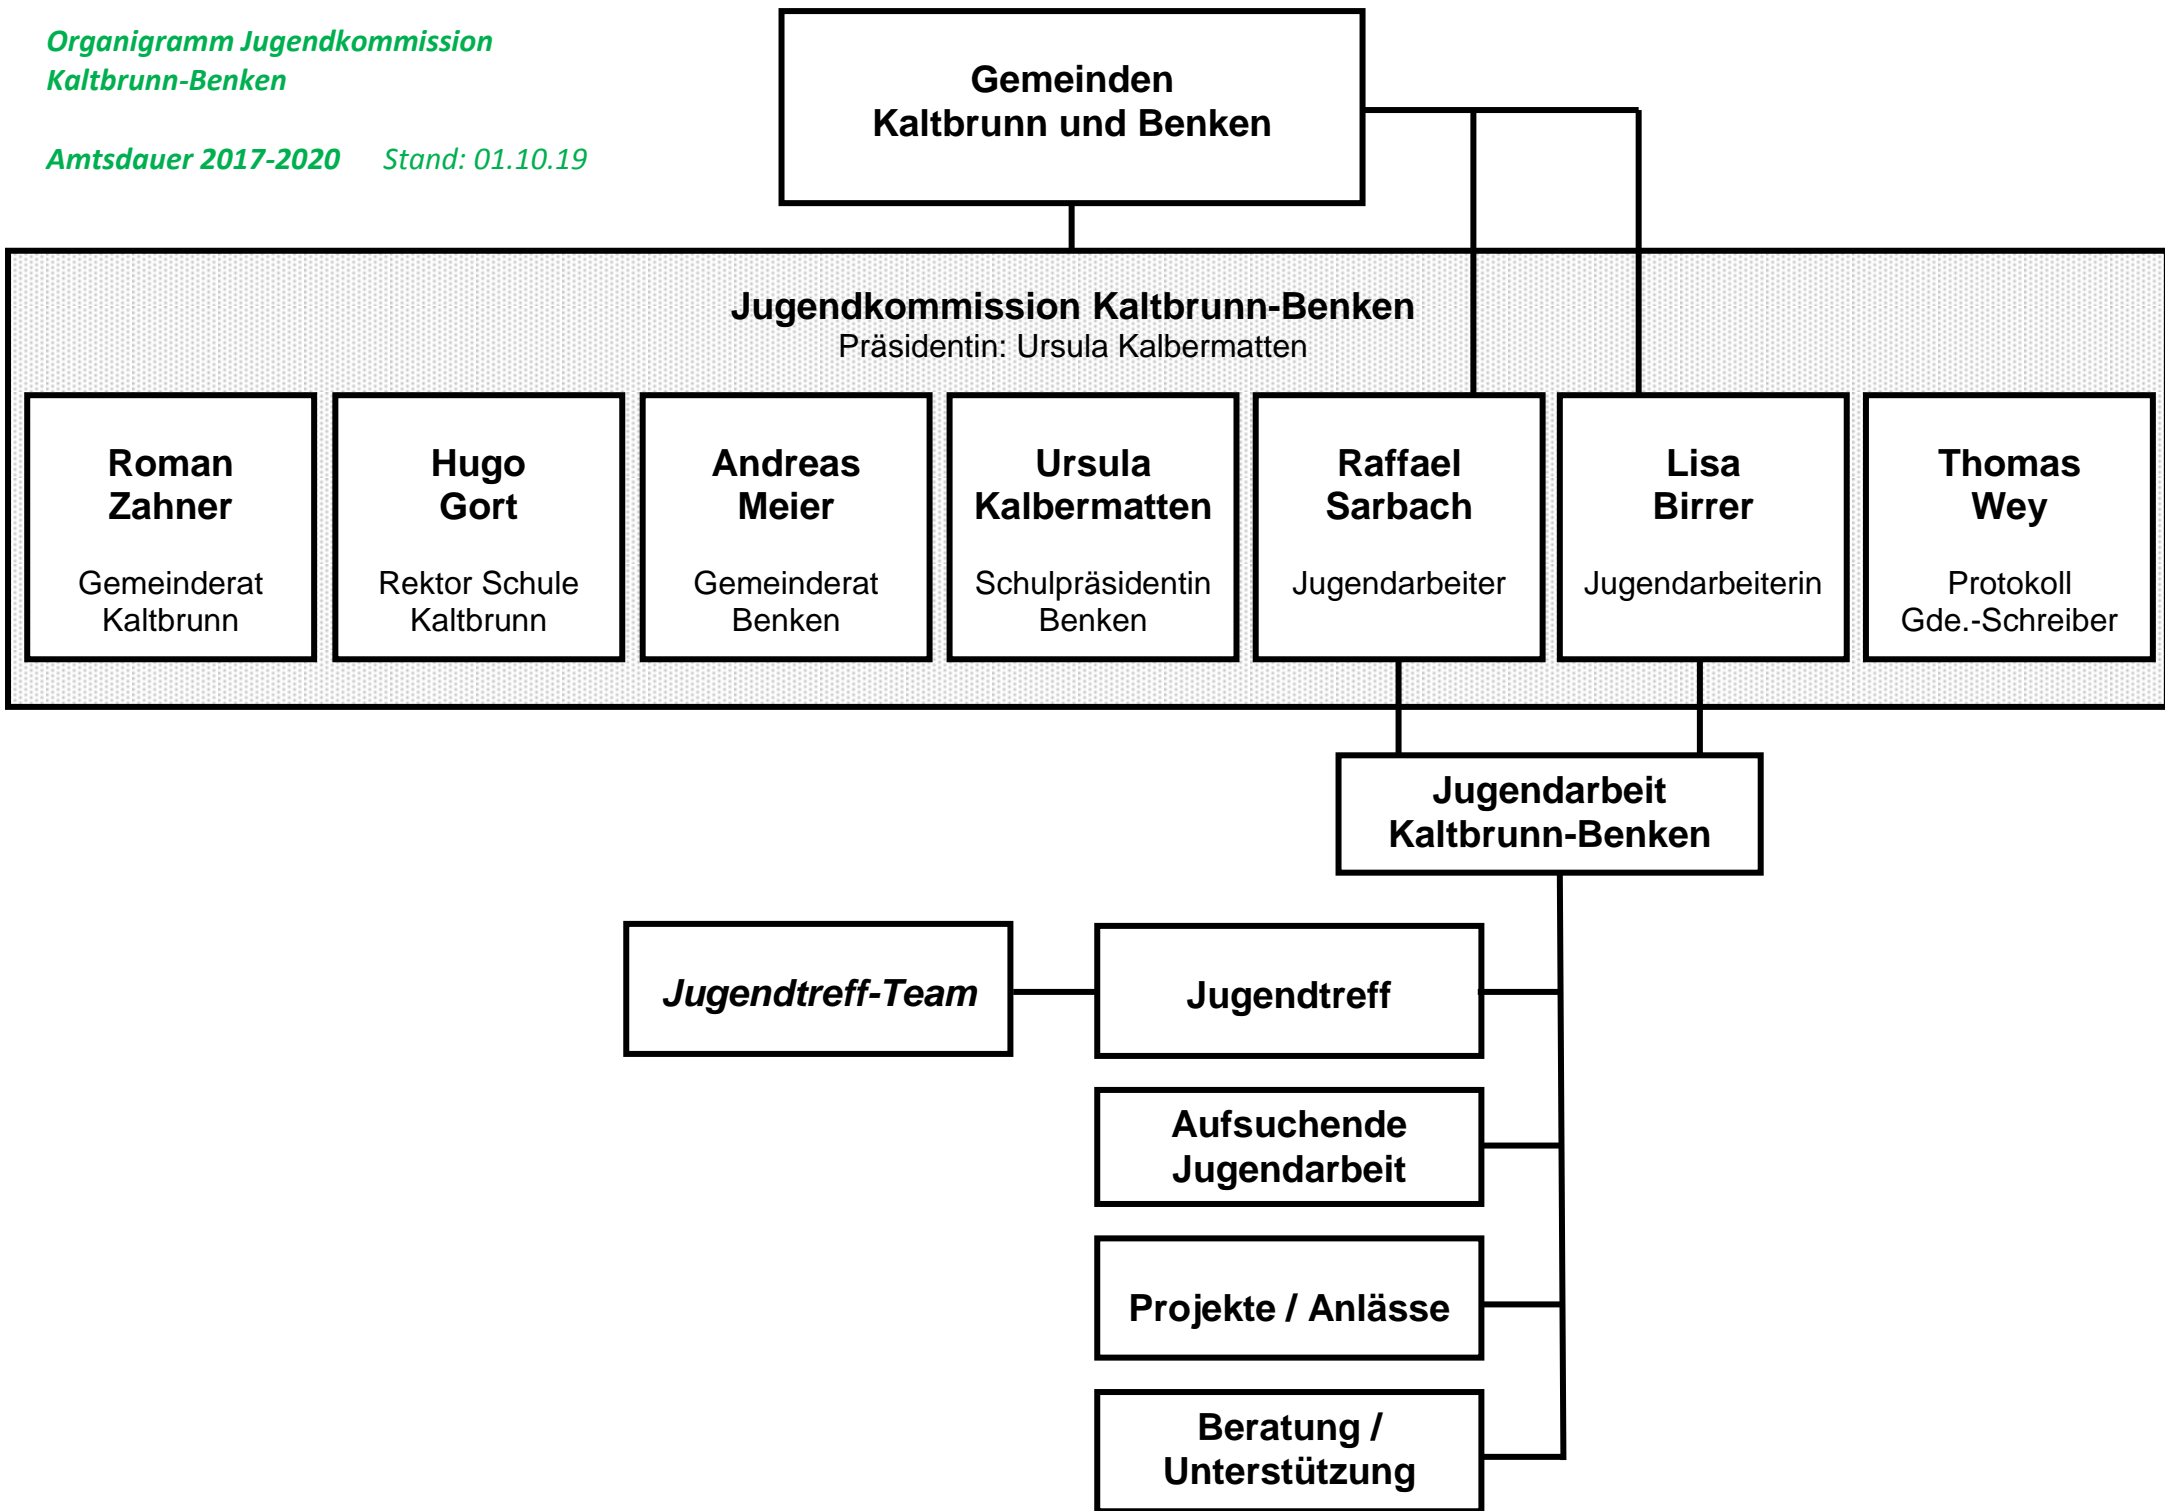 Organigramm Jugendkommission
Kaltbrunn-Benken
Amtsdauer 2017-2020 Stand: 01.10.19
Gemeinden
Kaltbrunn und Benken
Jugendkommission Kaltbrunn-Benken
Präsidentin: Ursula Kalbermatten
Roman
Zahner
Gemeinderat
Kaltbrunn
Hugo
Gort
Rektor Schule
Kaltbrunn
Andreas
Meier
Gemeinderat
Benken
Ursula
Kalbermatten
Schulpräsidentin
Benken
Raffael
Sarbach
Jugendarbeiter
Lisa
Birrer
Jugendarbeiterin
Thomas
Wey
Protokoll
Gde.-Schreiber
Jugendarbeit
Kaltbrunn-Benken
Jugendtreff-Team
Jugendtreff
Aufsuchende
Jugendarbeit
Projekte / Anlässe
Beratung /
Unterstützung